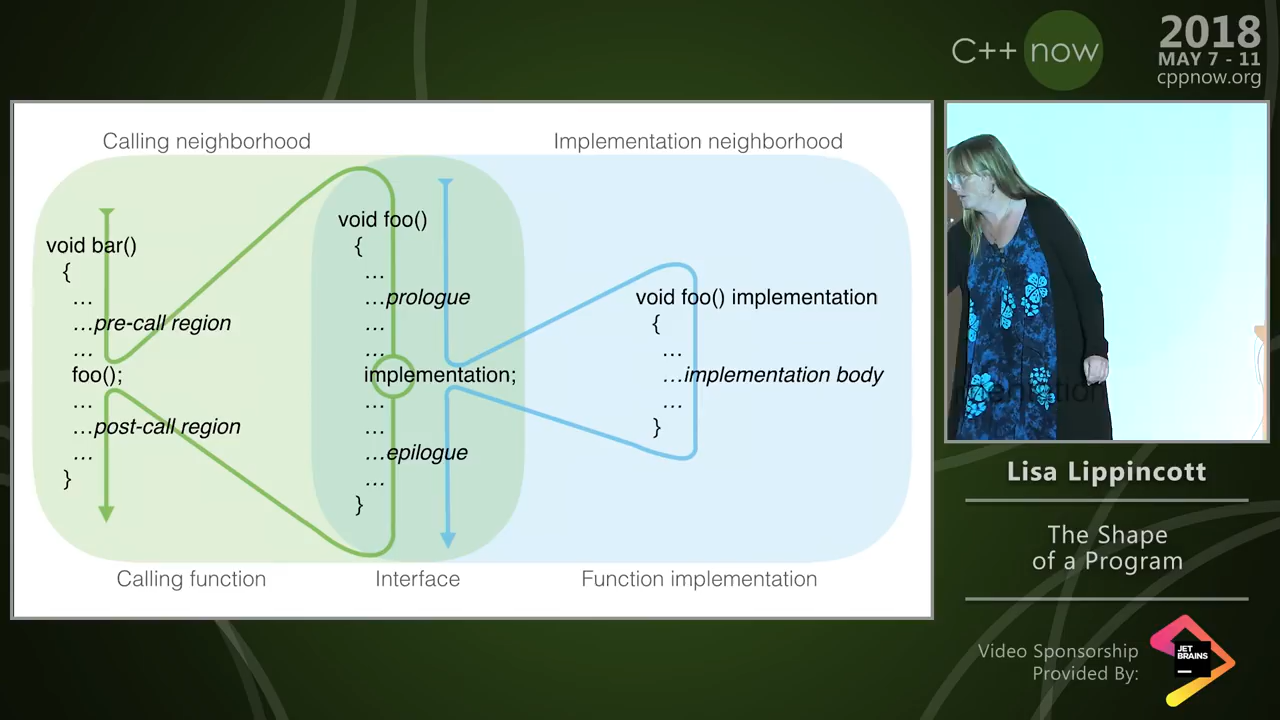 C++ now
2018
MAY 7 - 11
cppnow.org
Calling neighborhood
Implementation neighborhood
void bar()
{
...
...pre-call region
...
foo();
...
...post-call region
...
}
void foo()
{
...
...prologue
...
...
implementation;
...
...
...epilogue
...
}
void foo() implementation
{
...
...implementation body
...
}
Calling function
Interface
Function implementation
Lisa Lippincott
The Shape
of a Program
Video Sponsorship
Provided By:
JET
BRAINS